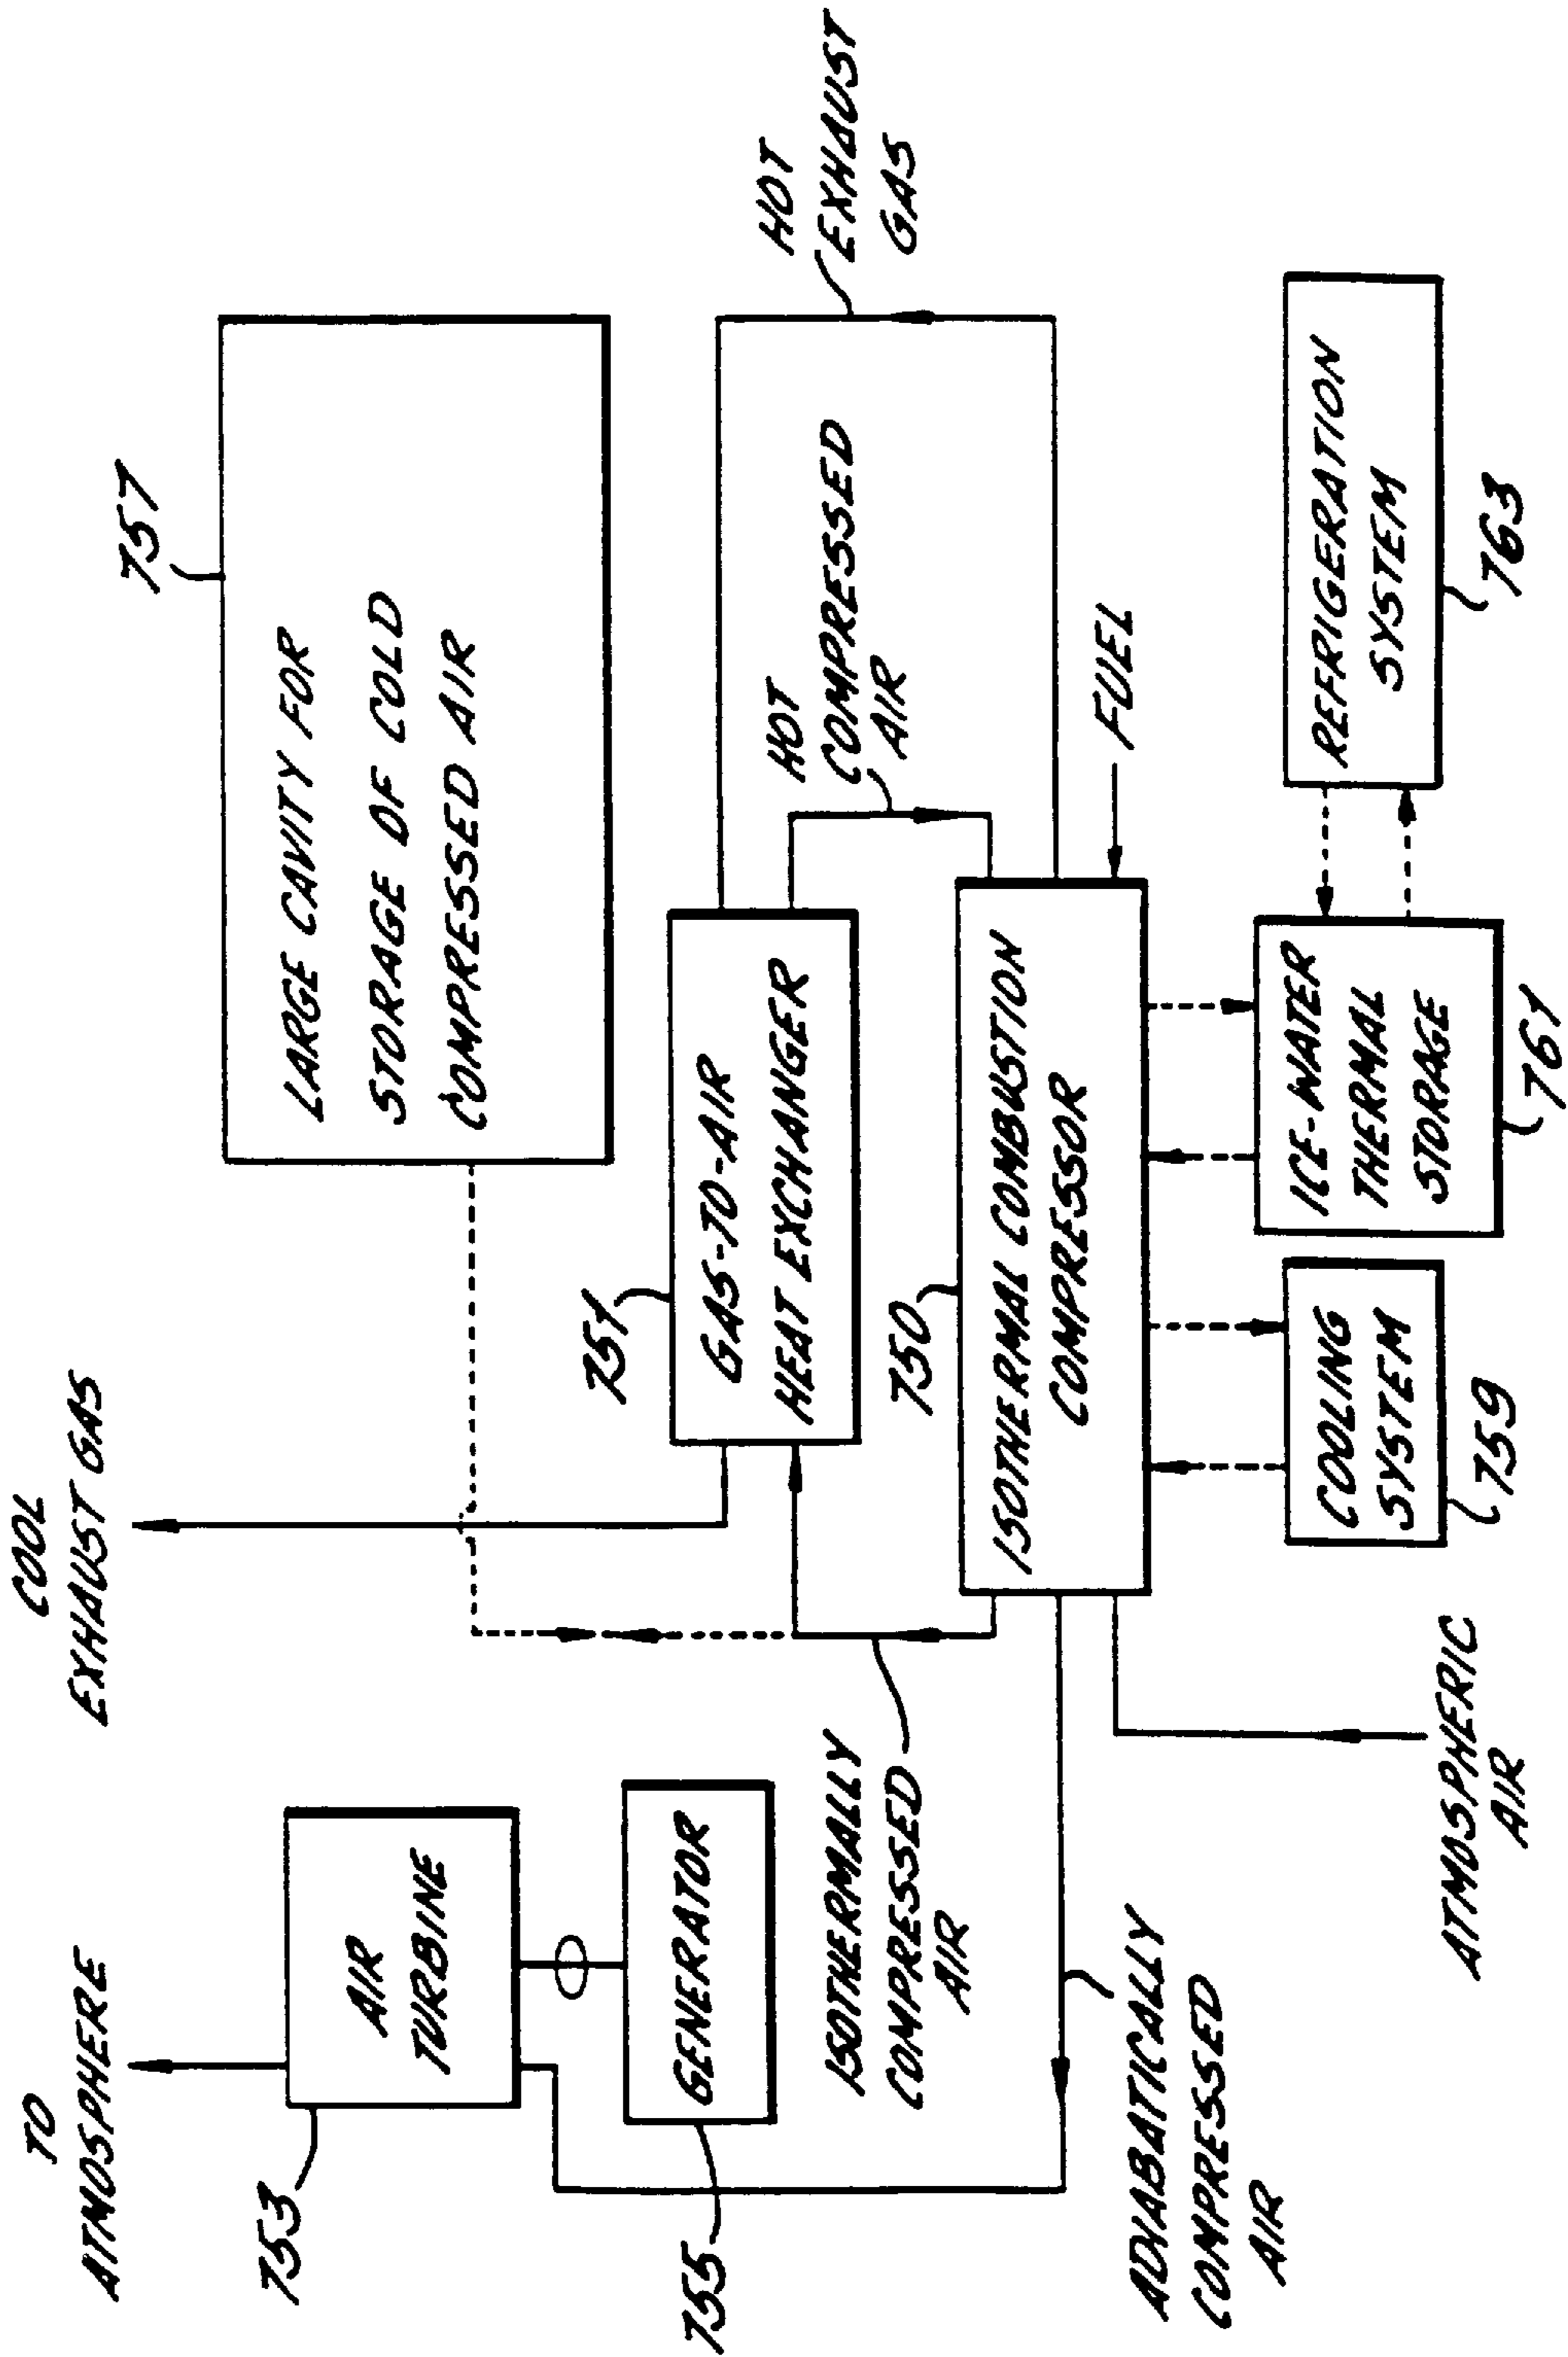 TO
ATMOSPHERE
COOL
EXHAUST GAS
757
753
AIR
TURBINE
LARGE CAVITY FOR
STORAGE OF COLD
COMPRESSED AIR
755
GENERATOR
751
GAS-TO-AIR
HEAT EXCHANGER
HOT
COMPRESSED
AIR
HOT
EXHAUST
GAS
ISOTHERMALLY
COMPRESSED
AIR
750
ISOTHERMAL COMBUSTION
COMPRESSOR
FUEL
ADIABATICALLY
COMPRESSED
AIR
ATMOSPHERIC
AIR
COOLING
SYSTEM
759
ICE-WATER
THERMAL
STORAGE
761
REFRIGERATION
SYSTEM
763